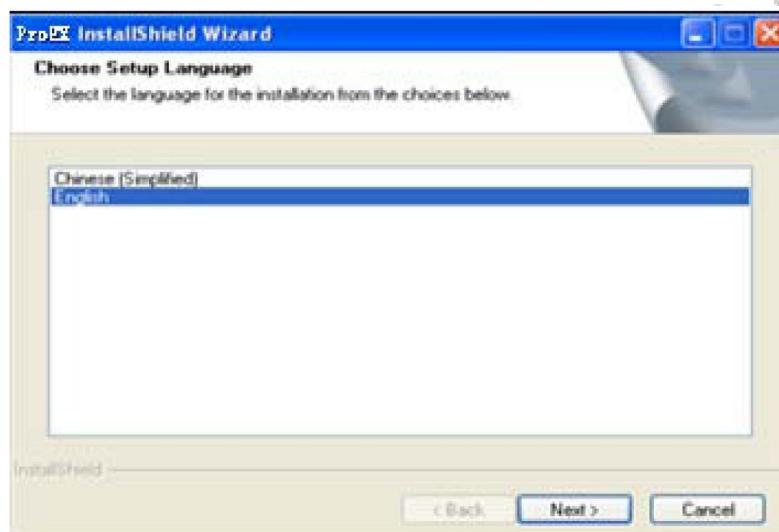 ProEX InstallShield Wizard
Choose Setup Language
Select the language for the installation from the choices below.
Chinese (Simplified)
English
InstallShield
< Back
Next >
Cancel